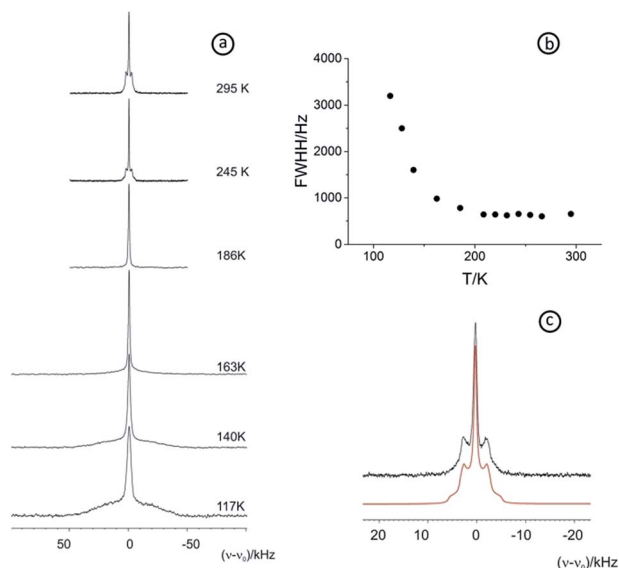 a
295 K
245 K
186K
163K
140K
117K
50 0 -50
(ν-ν₀)/kHz
b
4000
3000
2000
1000
0
FWHH/Hz
100 200 300
T/K
c
20 10 0 -10 -20
(ν-ν₀)/kHz